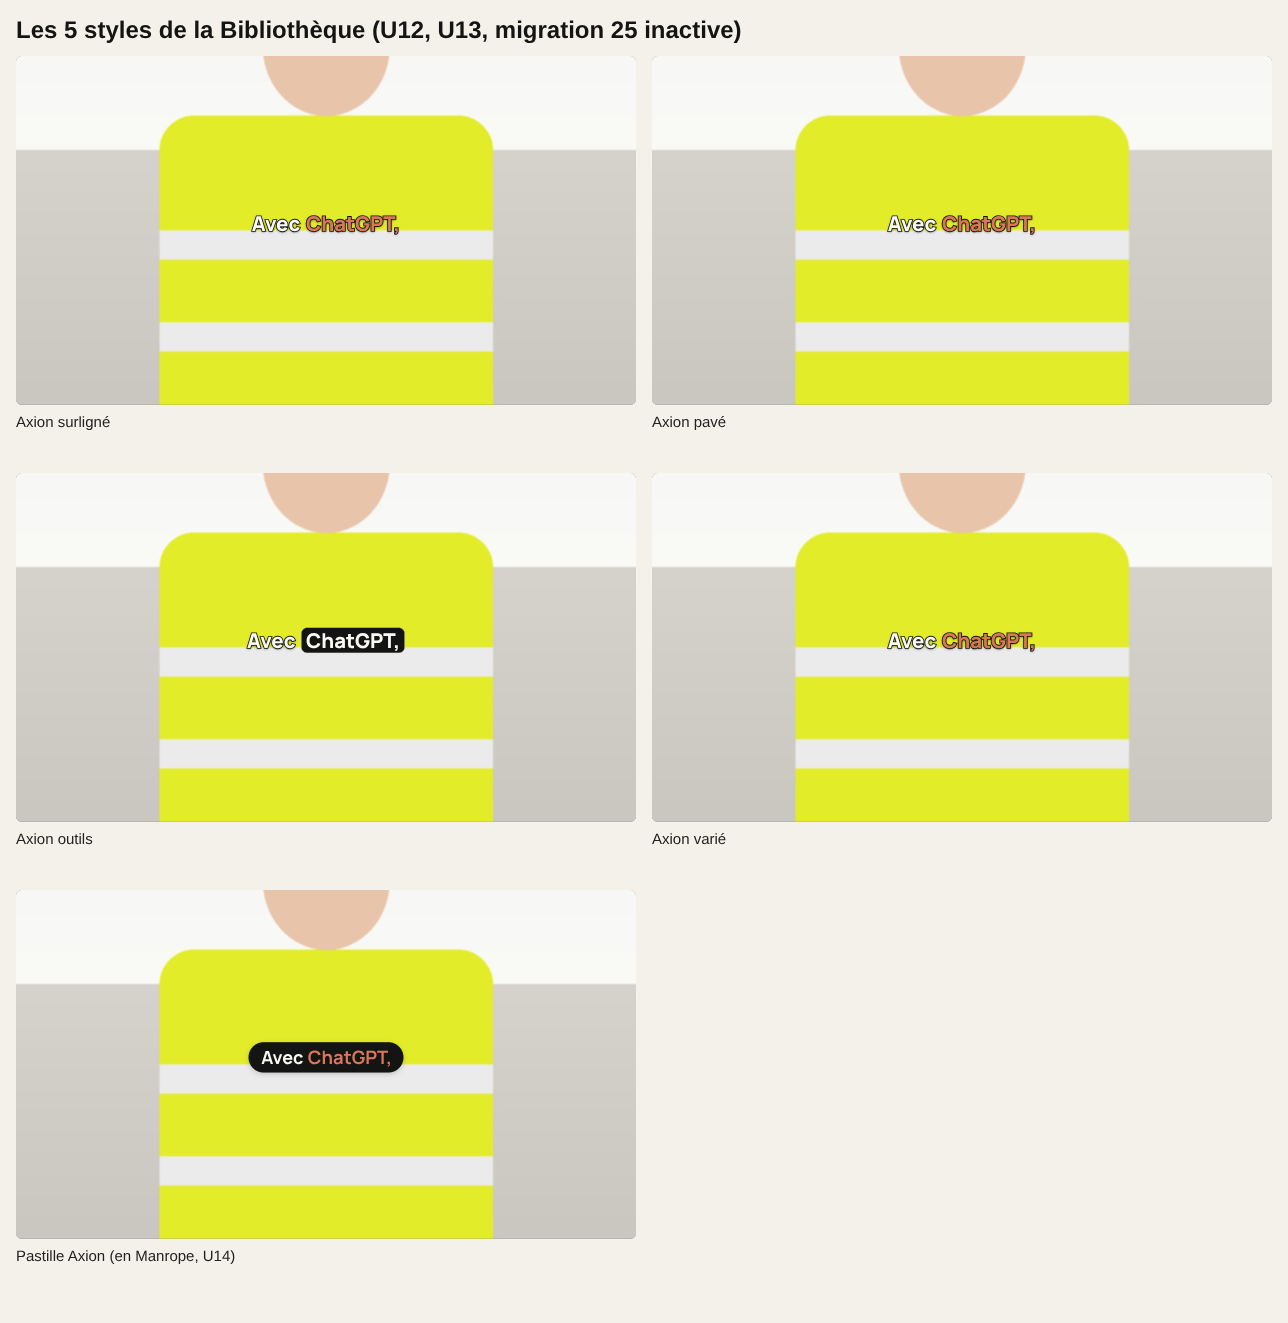 Les 5 styles de la Bibliothèque (U12, U13, migration 25 inactive)
Avec ChatGPT,
Avec ChatGPT,
Axion surligné
Axion pavé
Avec ChatGPT,
Avec ChatGPT,
Axion outils
Axion varié
Avec ChatGPT,
Pastille Axion (en Manrope, U14)